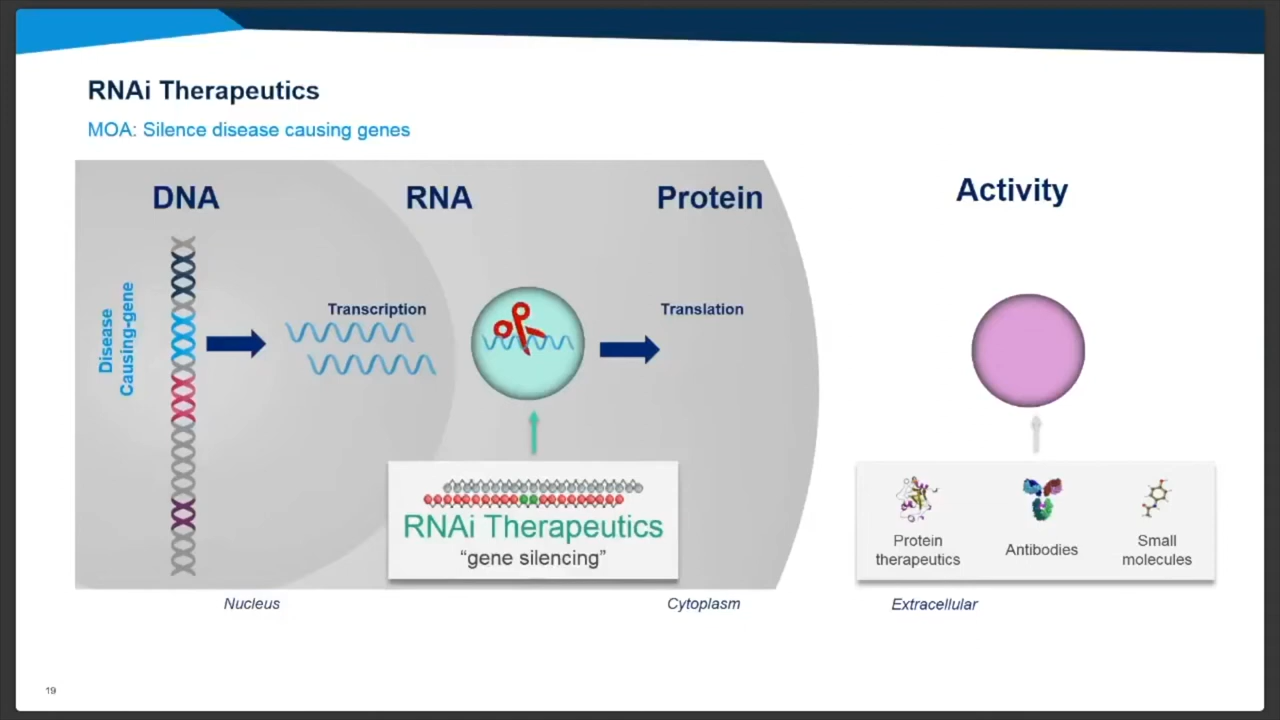 RNAi Therapeutics
MOA: Silence disease causing genes
DNA
RNA
Protein
Activity
Disease
Causing-gene
Transcription
Translation
RNAi Therapeutics
“gene silencing”
Protein
therapeutics
Antibodies
Small
molecules
Nucleus
Cytoplasm
Extracellular
19